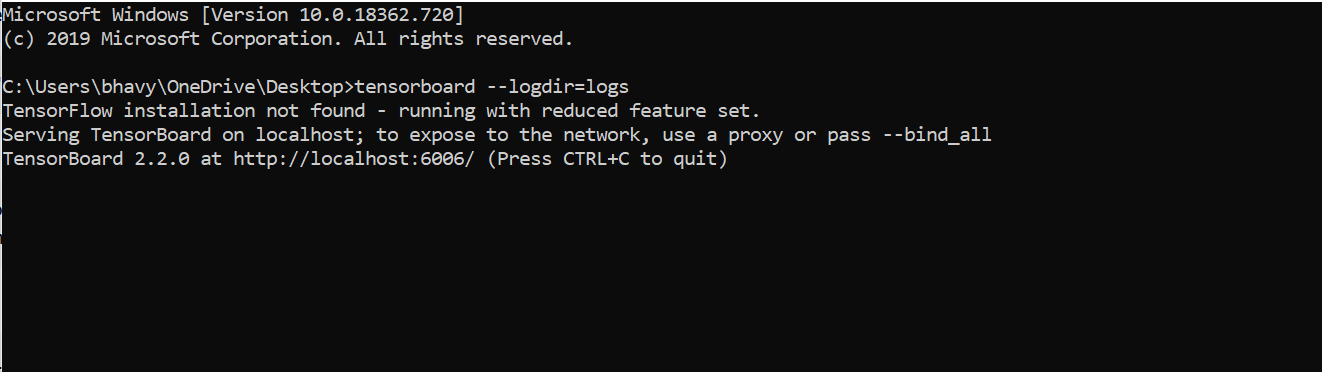 Microsoft Windows [Version 10.0.18362.720]
(c) 2019 Microsoft Corporation. All rights reserved.
C:\Users\bhavy\OneDrive\Desktop>tensorboard --logdir=logs
TensorFlow installation not found - running with reduced feature set.
Serving TensorBoard on localhost; to expose to the network, use a proxy or pass --bind_all
TensorBoard 2.2.0 at http://localhost:6006/ (Press CTRL+C to quit)